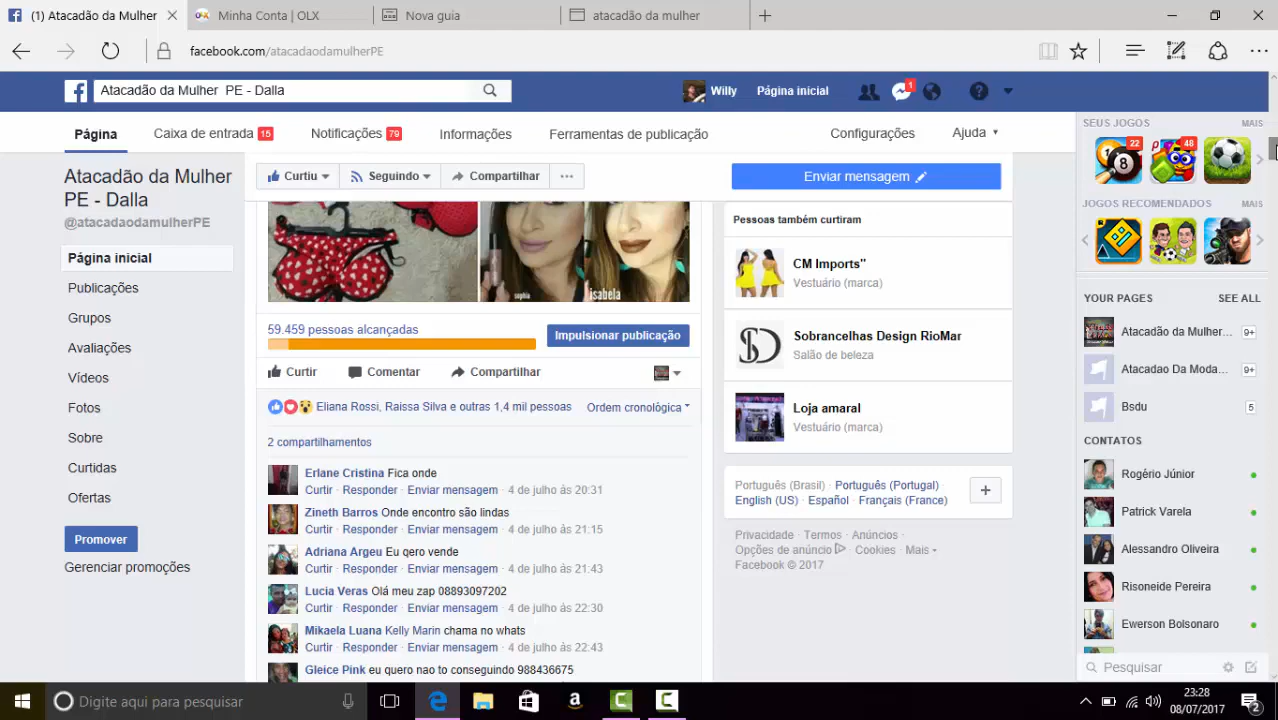 (1) Atacadão da Mulher
Minha Conta | OLX
Nova guia
atacadão da mulher
facebook.com/atacadaodamulherPE
Atacadão da Mulher PE - Dalla
Willy
Página inicial
1
Página
Caixa de entrada 15
Notificações 79
Informações
Ferramentas de publicação
Configurações
Ajuda
Atacadão da Mulher
PE - Dalla
@atacadaodamulherPE
Página inicial
Publicações
Grupos
Avaliações
Vídeos
Fotos
Sobre
Curtidas
Ofertas
Promover
Gerenciar promoções
Curtiu
Seguindo
Compartilhar
Enviar mensagem
sophia
isabela
59.459 pessoas alcançadas
Impulsionar publicação
Curtir
Comentar
Compartilhar
Eliana Rossi, Raissa Silva e outras 1,4 mil pessoas
Ordem cronológica
2 compartilhamentos
Erlane Cristina Fica onde
Curtir · Responder · Enviar mensagem · 4 de julho às 20:31
Zineth Barros Onde encontro são lindas
Curtir · Responder · Enviar mensagem · 4 de julho às 21:15
Adriana Argeu Eu qero vende
Curtir · Responder · Enviar mensagem · 4 de julho às 21:43
Lucia Veras Olá meu zap 08893097202
Curtir · Responder · Enviar mensagem · 4 de julho às 22:30
Mikaela Luana Kelly Marin chama no whats
Curtir · Responder · Enviar mensagem · 4 de julho às 22:43
Gleice Pink eu quero nao to conseguindo 988436675
Pessoas também curtiram
CM Imports"
Vestuário (marca)
Sobrancelhas Design RioMar
Salão de beleza
Loja amaral
Vestuário (marca)
Português (Brasil) · Português (Portugal) ·
English (US) · Español · Français (France)
Privacidade · Termos · Anúncios ·
Opções de anúncio · Cookies · Mais
Facebook © 2017
SEUS JOGOS
MAIS
22
48
JOGOS RECOMENDADOS
MAIS
YOUR PAGES
SEE ALL
Atacadão da Mulher... 9+
Atacadao Da Moda... 9+
Bsdu 5
CONTATOS
Rogério Júnior
Patrick Varela
Alessandro Oliveira
Risoneide Pereira
Ewerson Bolsonaro
Pesquisar
Digite aqui para pesquisar
23:28
08/07/2017
2